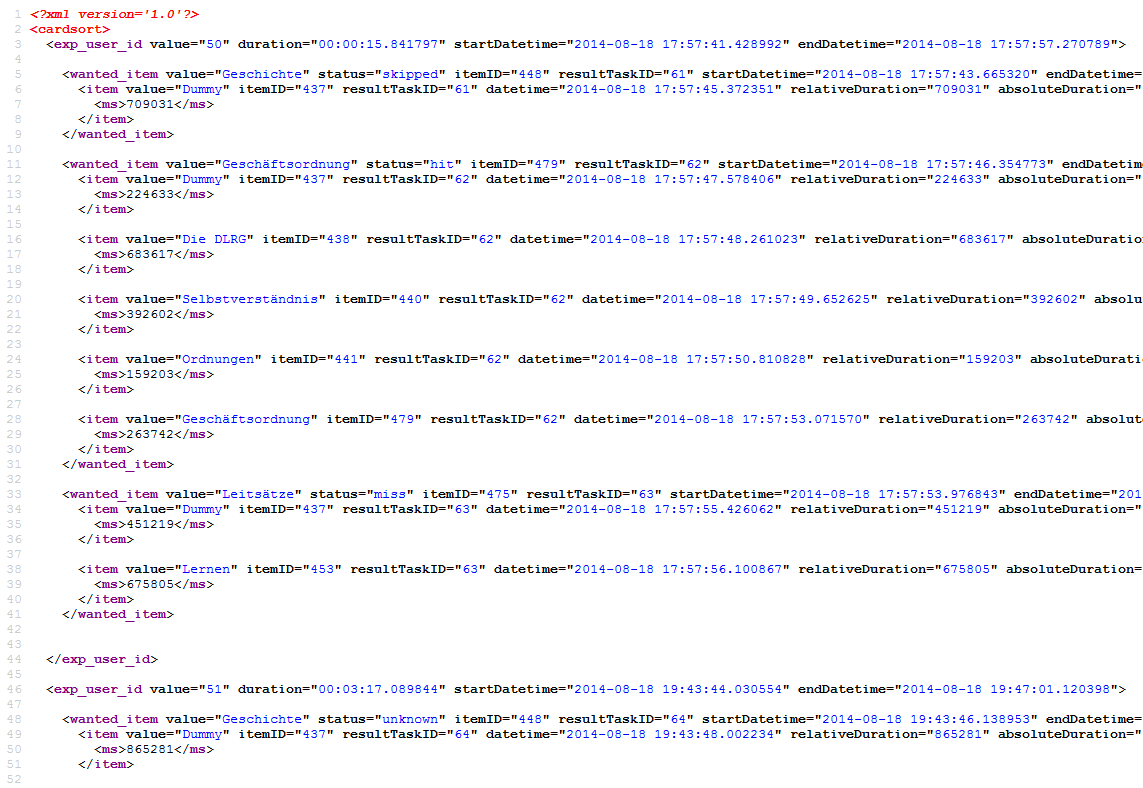 1 <?xml version='1.0'?>
2 <cardsort>
3 <exp_user_id value="50" duration="00:00:15.841797" startDatetime="2014-08-18 17:57:41.428992" endDatetime="2014-08-18 17:57:57.270789">
4
5 <wanted_item value="Geschichte" status="skipped" itemID="448" resultTaskID="61" startDatetime="2014-08-18 17:57:43.665320" endDatetime=
6 <item value="Dummy" itemID="437" resultTaskID="61" datetime="2014-08-18 17:57:45.372351" relativeDuration="709031" absoluteDuration="
7 <ms>709031</ms>
8 </item>
9 </wanted_item>
10
11 <wanted_item value="Geschäftsordnung" status="hit" itemID="479" resultTaskID="62" startDatetime="2014-08-18 17:57:46.354773" endDatetim
12 <item value="Dummy" itemID="437" resultTaskID="62" datetime="2014-08-18 17:57:47.578406" relativeDuration="224633" absoluteDuration="
13 <ms>224633</ms>
14 </item>
15
16 <item value="Die DLRG" itemID="438" resultTaskID="62" datetime="2014-08-18 17:57:48.261023" relativeDuration="683617" absoluteDuratio
17 <ms>683617</ms>
18 </item>
19
20 <item value="Selbstverständnis" itemID="440" resultTaskID="62" datetime="2014-08-18 17:57:49.652625" relativeDuration="392602" absolu
21 <ms>392602</ms>
22 </item>
23
24 <item value="Ordnungen" itemID="441" resultTaskID="62" datetime="2014-08-18 17:57:50.810828" relativeDuration="159203" absoluteDurati
25 <ms>159203</ms>
26 </item>
27
28 <item value="Geschäftsordnung" itemID="479" resultTaskID="62" datetime="2014-08-18 17:57:53.071570" relativeDuration="263742" absolut
29 <ms>263742</ms>
30 </item>
31 </wanted_item>
32
33 <wanted_item value="Leitsätze" status="miss" itemID="475" resultTaskID="63" startDatetime="2014-08-18 17:57:53.976843" endDatetime="201
34 <item value="Dummy" itemID="437" resultTaskID="63" datetime="2014-08-18 17:57:55.426062" relativeDuration="451219" absoluteDuration="
35 <ms>451219</ms>
36 </item>
37
38 <item value="Lernen" itemID="453" resultTaskID="63" datetime="2014-08-18 17:57:56.100867" relativeDuration="675805" absoluteDuration=
39 <ms>675805</ms>
40 </item>
41 </wanted_item>
42
43
44 </exp_user_id>
45
46 <exp_user_id value="51" duration="00:03:17.089844" startDatetime="2014-08-18 19:43:44.030554" endDatetime="2014-08-18 19:47:01.120398">
47
48 <wanted_item value="Geschichte" status="unknown" itemID="448" resultTaskID="64" startDatetime="2014-08-18 19:43:46.138953" endDatetime=
49 <item value="Dummy" itemID="437" resultTaskID="64" datetime="2014-08-18 19:43:48.002234" relativeDuration="865281" absoluteDuration="
50 <ms>865281</ms>
51 </item>
52